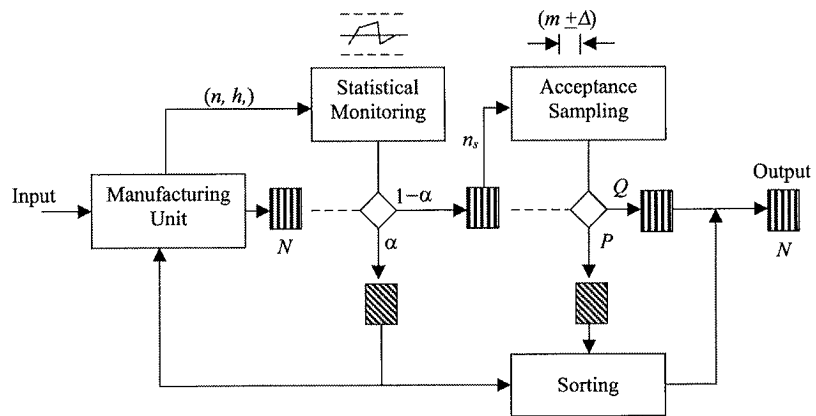 (m ± Δ)
Statistical
Monitoring
Acceptance
Sampling
(n, h,)
n_s
Input
Manufacturing
Unit
N
1−α
α
Q
P
Output
N
Sorting